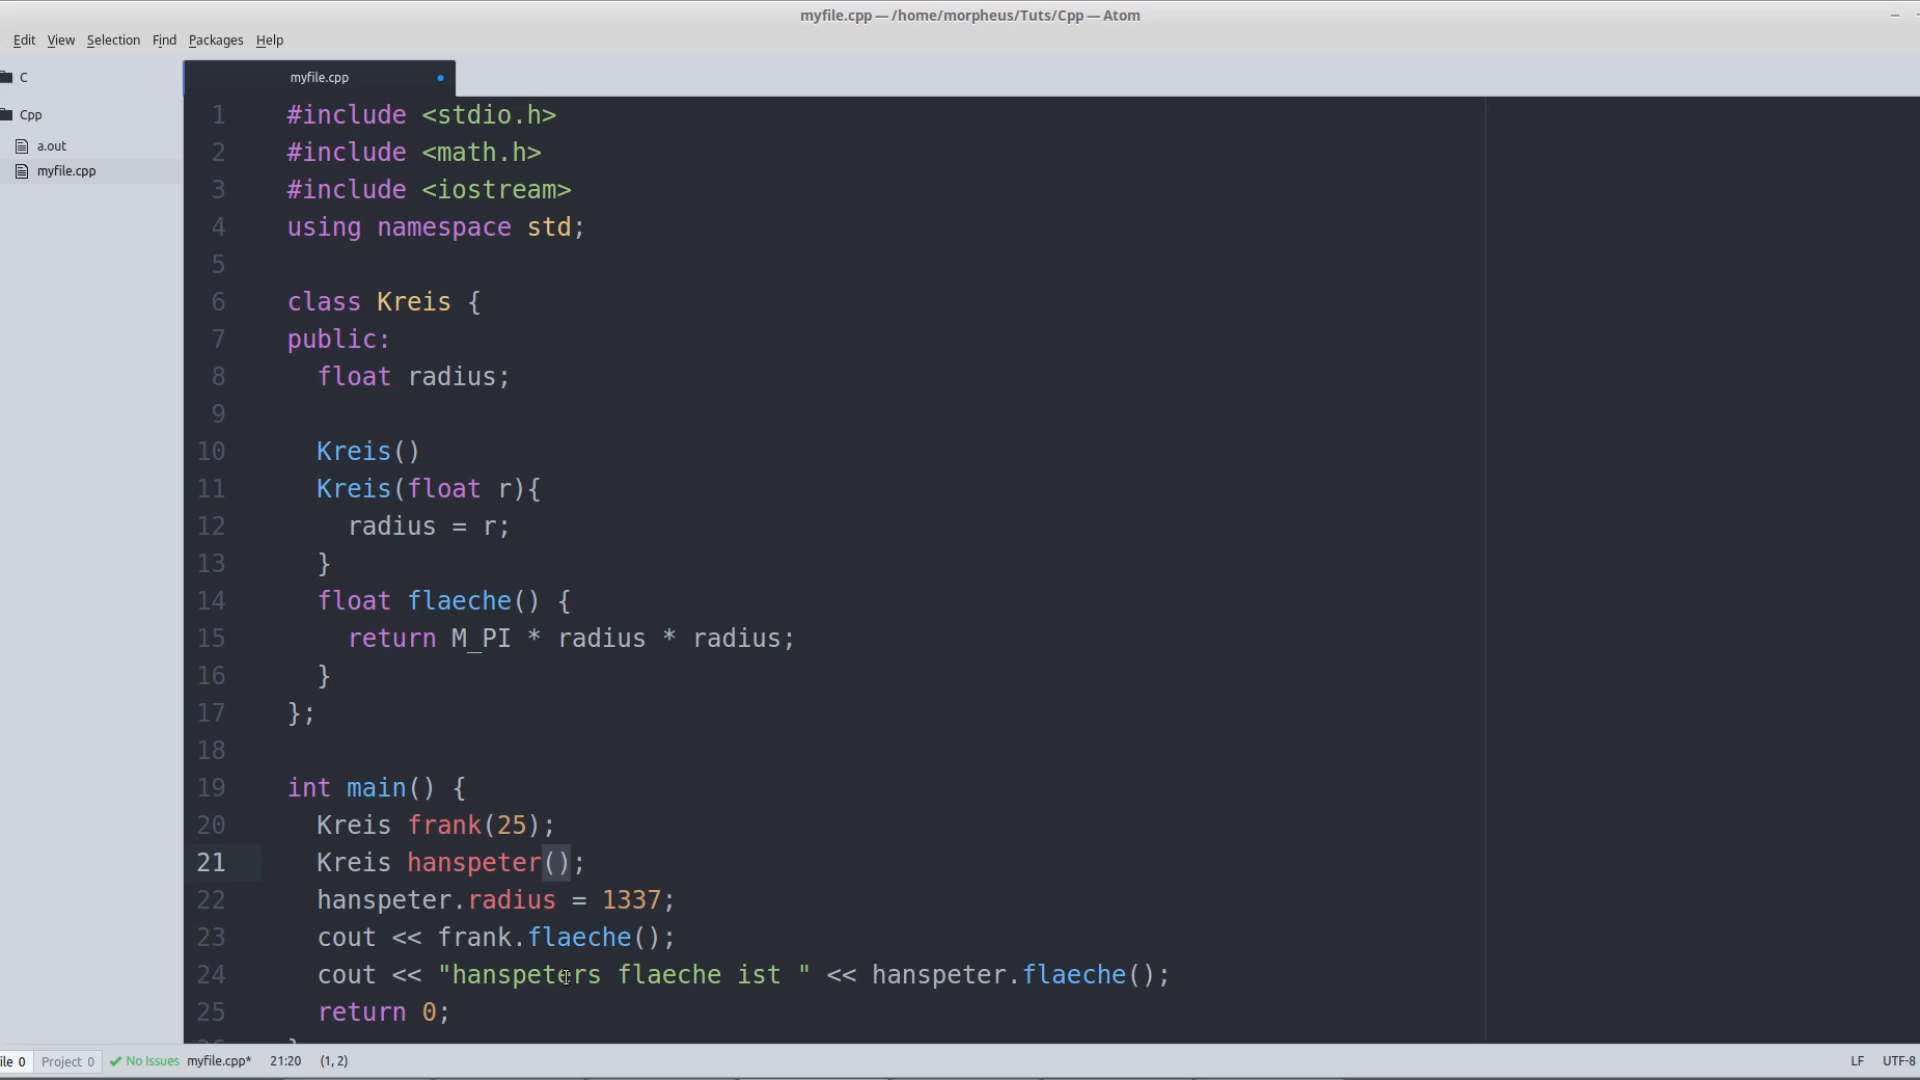 myfile.cpp — /home/morpheus/Tuts/Cpp — Atom
Edit View Selection Find Packages Help
C
Cpp
a.out
myfile.cpp
myfile.cpp
1 #include <stdio.h>
2 #include <math.h>
3 #include <iostream>
4 using namespace std;
5
6 class Kreis {
7 public:
8 float radius;
9
10 Kreis()
11 Kreis(float r){
12 radius = r;
13 }
14 float flaeche() {
15 return M_PI * radius * radius;
16 }
17 };
18
19 int main() {
20 Kreis frank(25);
21 Kreis hanspeter();
22 hanspeter.radius = 1337;
23 cout << frank.flaeche();
24 cout << "hanspeters flaeche ist " << hanspeter.flaeche();
25 return 0;
ile 0 Project 0 No Issues myfile.cpp* 21:20 (1, 2) LF UTF-8